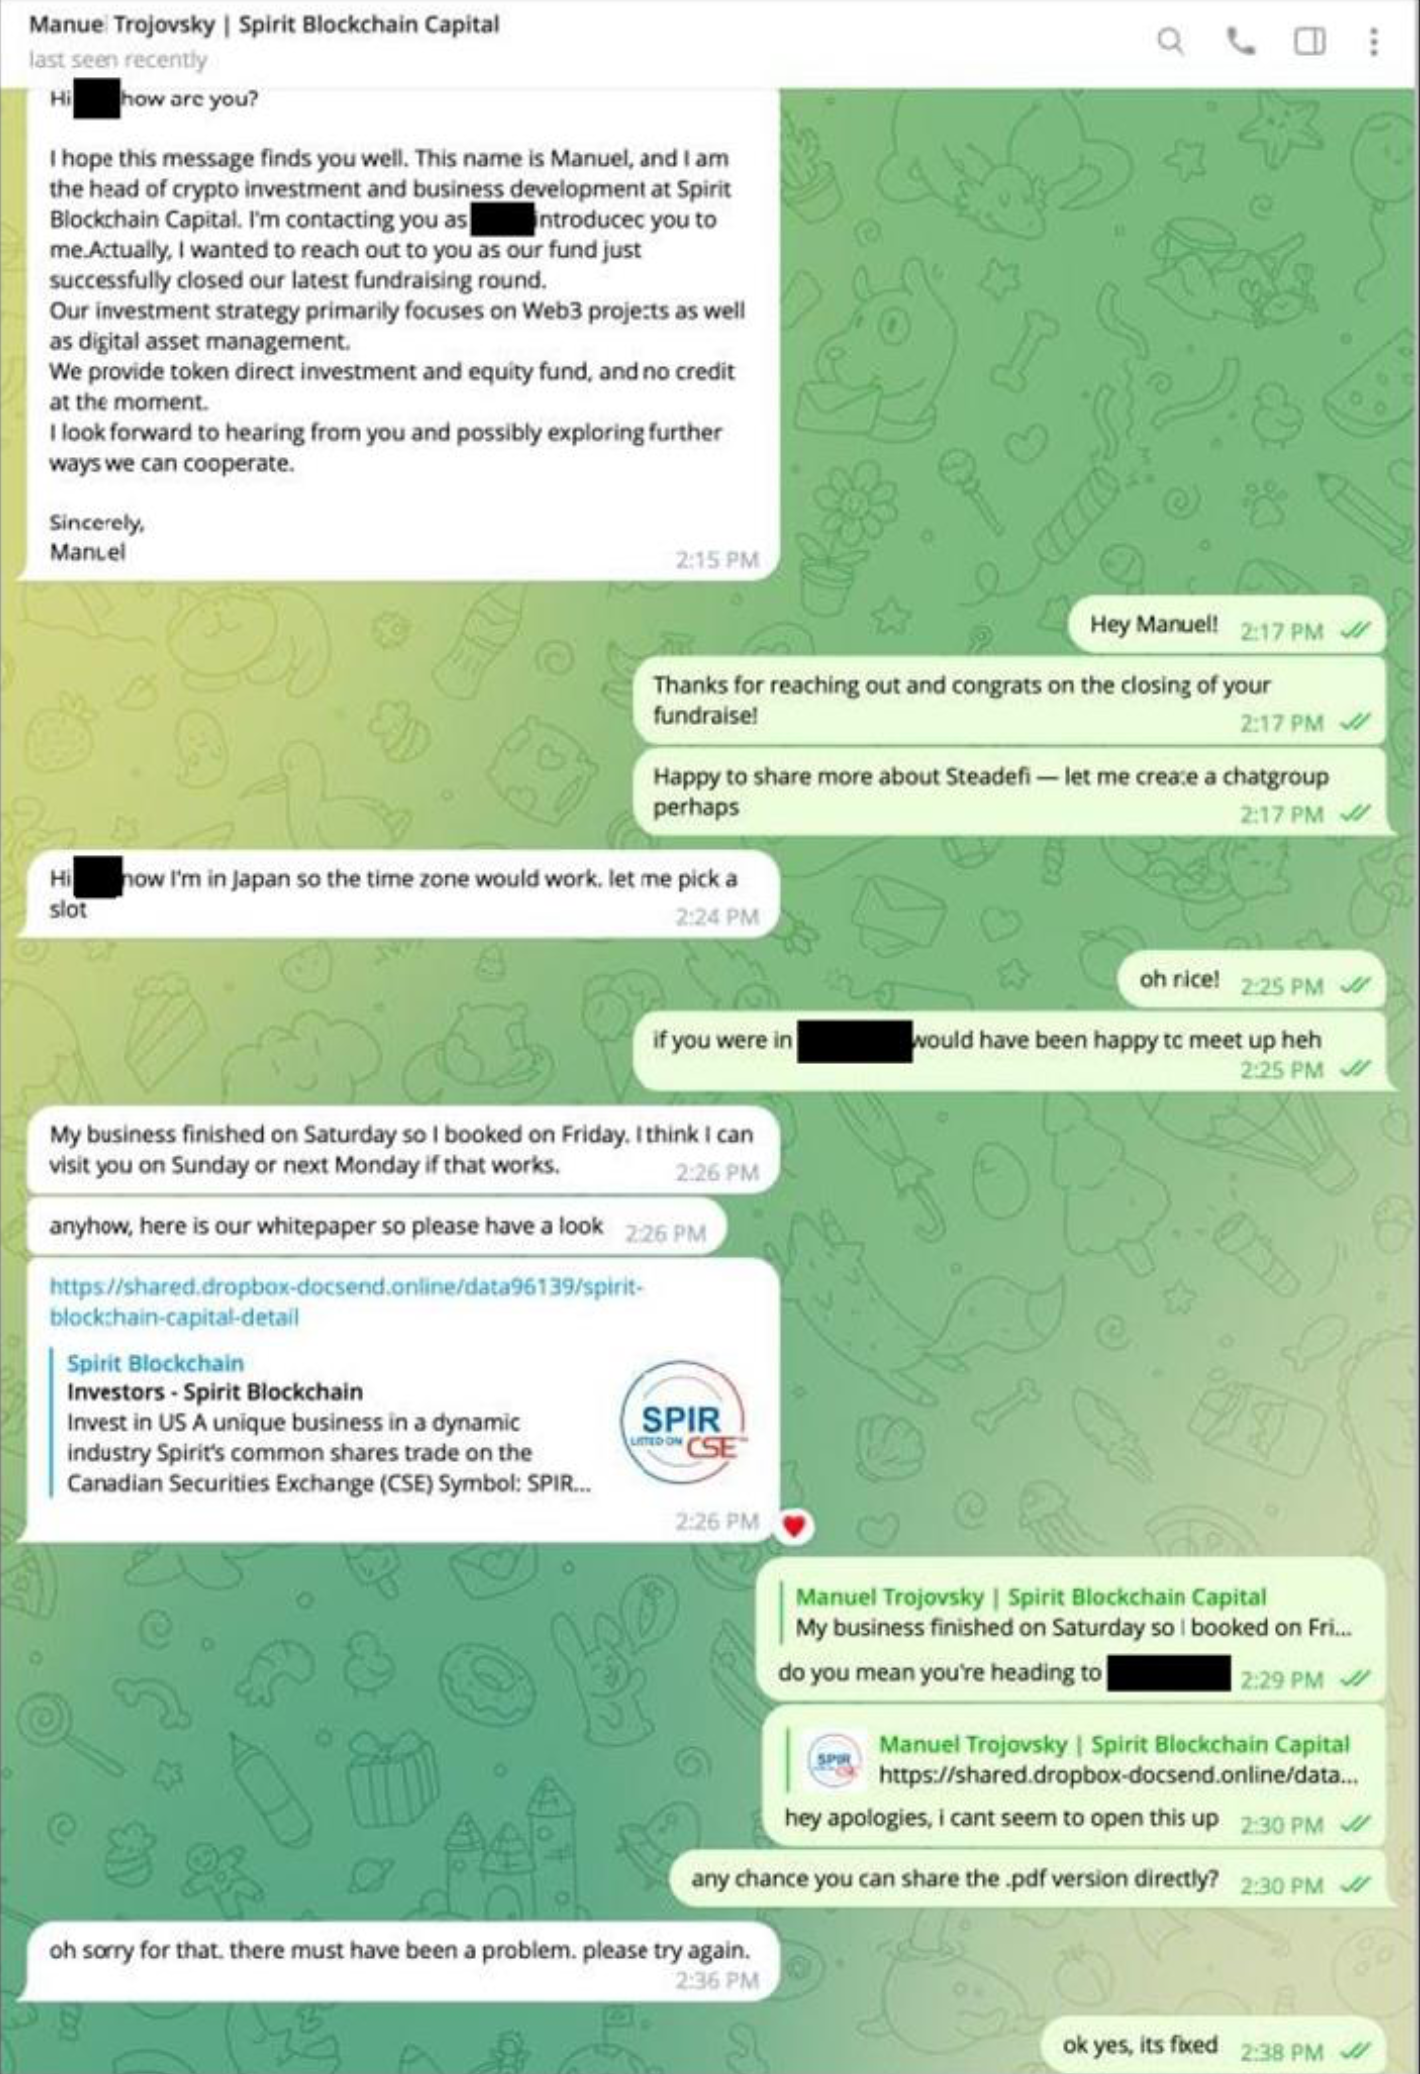 Manuel Trojovsky | Spirit Blockchain Capital
last seen recently
Hi how are you?
I hope this message finds you well. This name is Manuel, and I am
the head of crypto investment and business development at Spirit
Blockchain Capital. I'm contacting you as introduced you to
me.Actually, I wanted to reach out to you as our fund just
successfully closed our latest fundraising round.
Our investment strategy primarily focuses on Web3 projects as well
as digital asset management.
We provide token direct investment and equity fund, and no credit
at the moment.
I look forward to hearing from you and possibly exploring further
ways we can cooperate.
Sincerely,
Manuel
2:15 PM
Hey Manuel! 2:17 PM
Thanks for reaching out and congrats on the closing of your
fundraise!
2:17 PM
Happy to share more about Steadefi — let me create a chatgroup
perhaps
2:17 PM
Hi now I'm in Japan so the time zone would work. let me pick a
slot
2:24 PM
oh nice! 2:25 PM
if you were in would have been happy to meet up heh
2:25 PM
My business finished on Saturday so I booked on Friday. I think I can
visit you on Sunday or next Monday if that works.
2:26 PM
anyhow, here is our whitepaper so please have a look 2:26 PM
https://shared.dropbox-docsend.online/data96139/spirit-
blockchain-capital-detail
Spirit Blockchain
Investors - Spirit Blockchain
Invest in US A unique business in a dynamic
industry Spirit's common shares trade on the
Canadian Securities Exchange (CSE) Symbol: SPIR...
SPIR
LISTED ON CSE
2:26 PM
Manuel Trojovsky | Spirit Blockchain Capital
My business finished on Saturday so I booked on Fri...
do you mean you're heading to 2:29 PM
SPIR
Manuel Trojovsky | Spirit Blockchain Capital
https://shared.dropbox-docsend.online/data...
hey apologies, i cant seem to open this up 2:30 PM
any chance you can share the .pdf version directly? 2:30 PM
oh sorry for that. there must have been a problem. please try again.
2:36 PM
ok yes, its fixed 2:38 PM